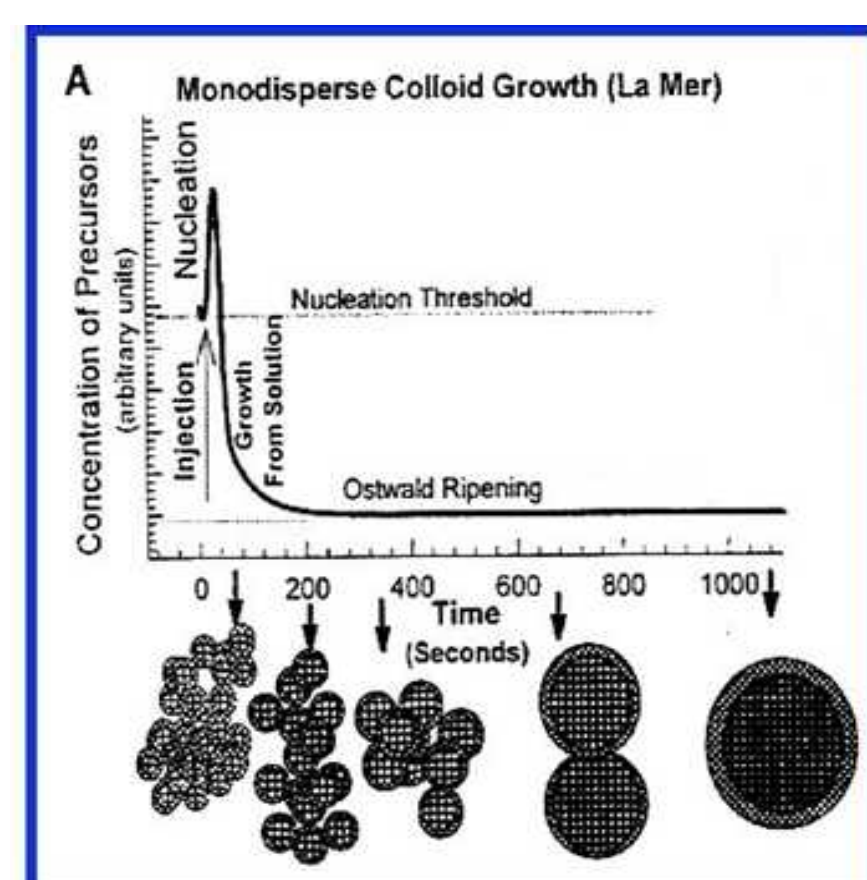 A
Monodisperse Colloid Growth (La Mer)
Concentration of Precursors
(arbitrary units)
Nucleation
Nucleation Threshold
Injection
Growth
From Solution
Ostwald Ripening
0 200 400 600 800 1000
Time
(Seconds)